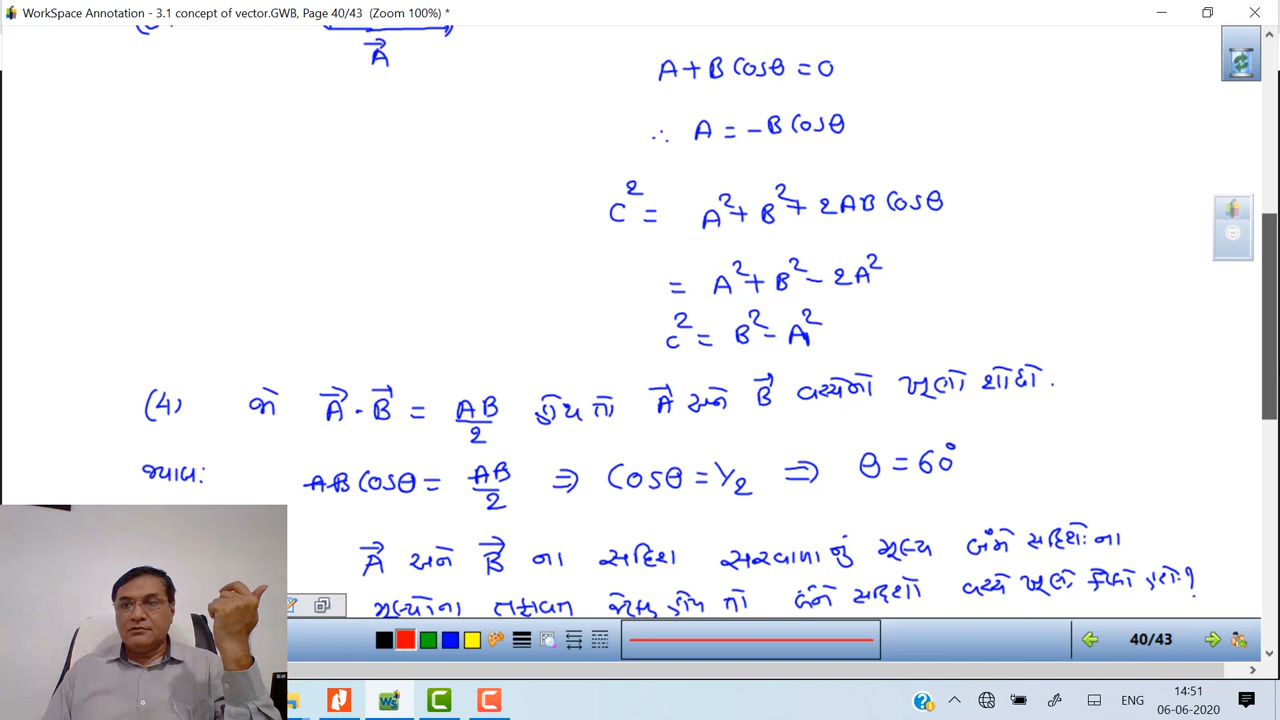 WorkSpace Annotation - 3.1 concept of vector.GWB, Page 40/43 (Zoom 100%) *
A⃗
A + B Cosθ = 0
∴ A = -B Cosθ
C² = A² + B² + 2AB Cosθ
= A² + B² - 2A²
C² = B² - A²
(4) જો A⃗ · B⃗ = AB/2 હોય તો A⃗ અને B⃗ વચ્ચેનો ખૂણો શોધો.
જવાબ: AB Cosθ = AB/2 ⇒ Cosθ = 1/2 ⇒ θ = 60°
A⃗ અને B⃗ ના સદિશ સરવાળાનું મૂલ્ય બંને સદિશોના
મૂલ્યોના તફાવત જેટલું હોય તો બંને સદિશો વચ્ચે ખૂણો કેટલો હશે?
40/43
ENG
14:51
06-06-2020